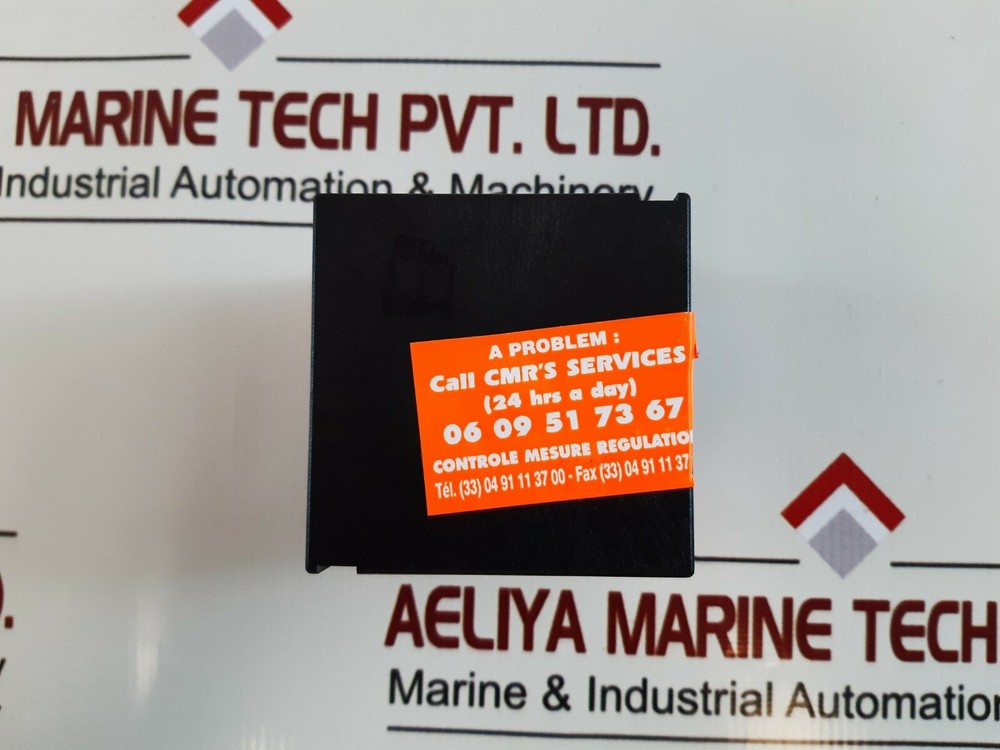 MARINE TECH PVT. LTD.
Industrial Automation & Machinery
A PROBLEM :
Call CMR'S SERVICES
(24 hrs a day)
06 09 51 73 67
CONTROLE MESURE REGULATIO
Tél. (33) 04 91 11 37 00 - Fax (33) 04 91 11 37
AELIYA MARINE TECH
Marine & Industrial Automation